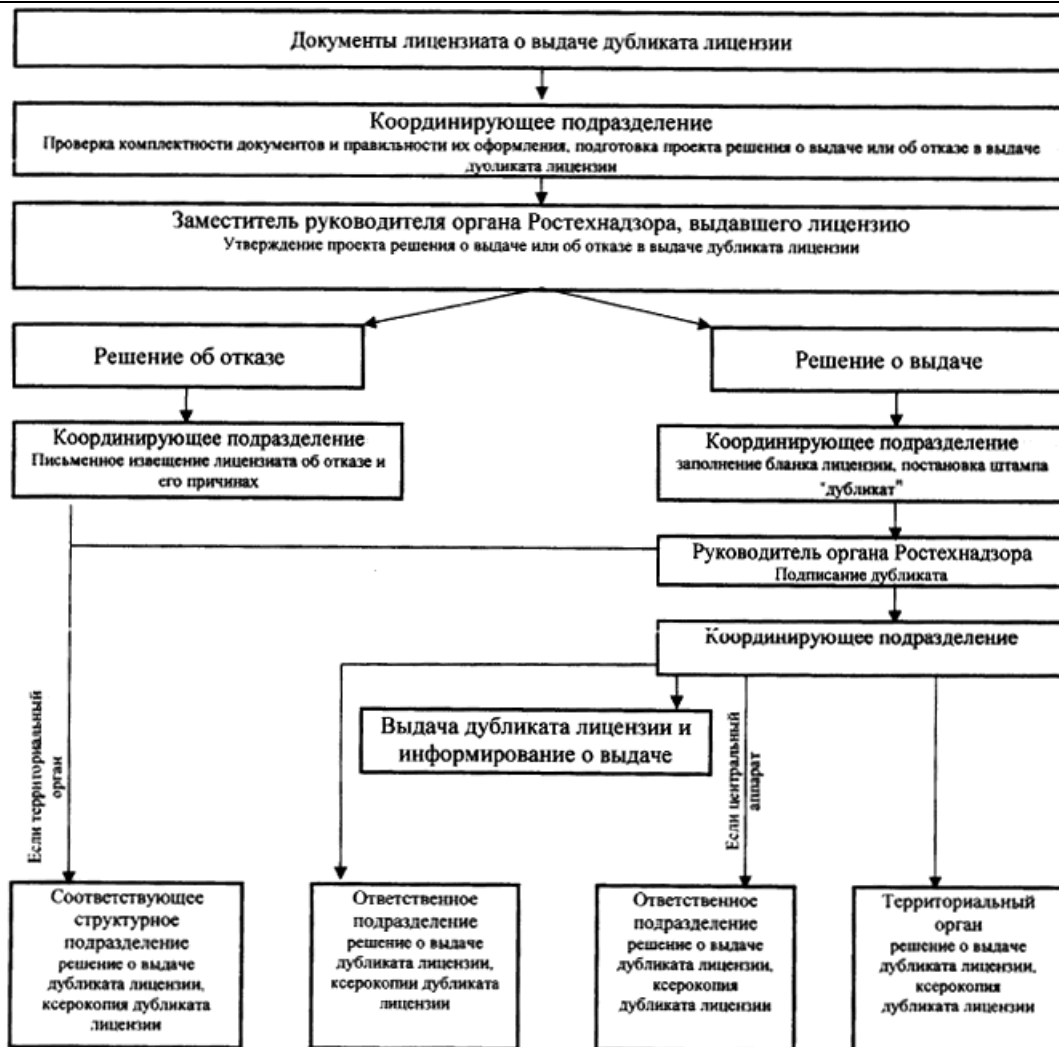 Документы лицензиата о выдаче дубликата лицензии
Координирующее подразделение
Проверка комплектности документов и правильности их оформления, подготовка проекта решения о выдаче или об отказе в выдаче
дубликата лицензии
Заместитель руководителя органа Ростехнадзора, выдавшего лицензию
Утверждение проекта решения о выдаче или об отказе в выдаче дубликата лицензии
Решение об отказе
Решение о выдаче
Координирующее подразделение
Письменное извещение лицензиата об отказе и
его причинах
Координирующее подразделение
заполнение бланка лицензии, постановка штампа
"дубликат"
Руководитель органа Ростехнадзора
Подписание дубликата
Координирующее подразделение
Выдача дубликата лицензии и
информирование о выдаче
Если территориальный
орган
Если центральный
аппарат
Соответствующее
структурное
подразделение
решение о выдаче
дубликата лицензии,
ксерокопия дубликата
лицензии
Ответственное
подразделение
решение о выдаче
дубликата лицензии,
ксерокопии дубликата
лицензии
Ответственное
подразделение
решение о выдаче
дубликата лицензии,
ксерокопия
дубликата лицензии
Территориальный
орган
решение о выдаче
дубликата лицензии,
ксерокопия
дубликата лицензии